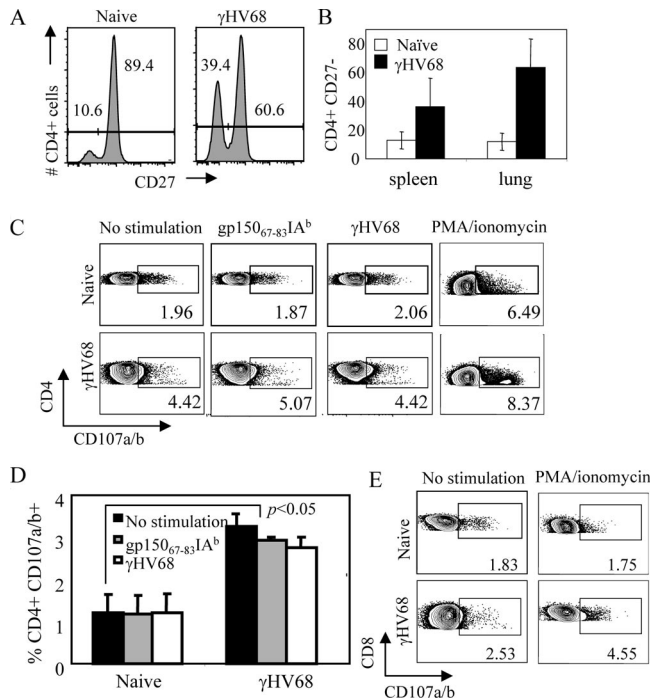 A
Naive
γHV68
# CD4+ cells
89.4
10.6
39.4
60.6
CD27
B
CD4+ CD27-
80
60
40
20
0
Naïve
γHV68
spleen
lung
C
No stimulation
gp150₆₇₋₈₃IAᵇ
γHV68
PMA/ionomycin
Naive
1.96
1.87
2.06
6.49
γHV68
4.42
5.07
4.42
8.37
CD4
CD107a/b
D
% CD4+ CD107a/b+
4
3
2
1
0
No stimulation
gp150₆₇₋₈₃IAᵇ
γHV68
p<0.05
Naive
γHV68
E
No stimulation
PMA/ionomycin
Naive
1.83
1.75
γHV68
2.53
4.55
CD8
CD107a/b